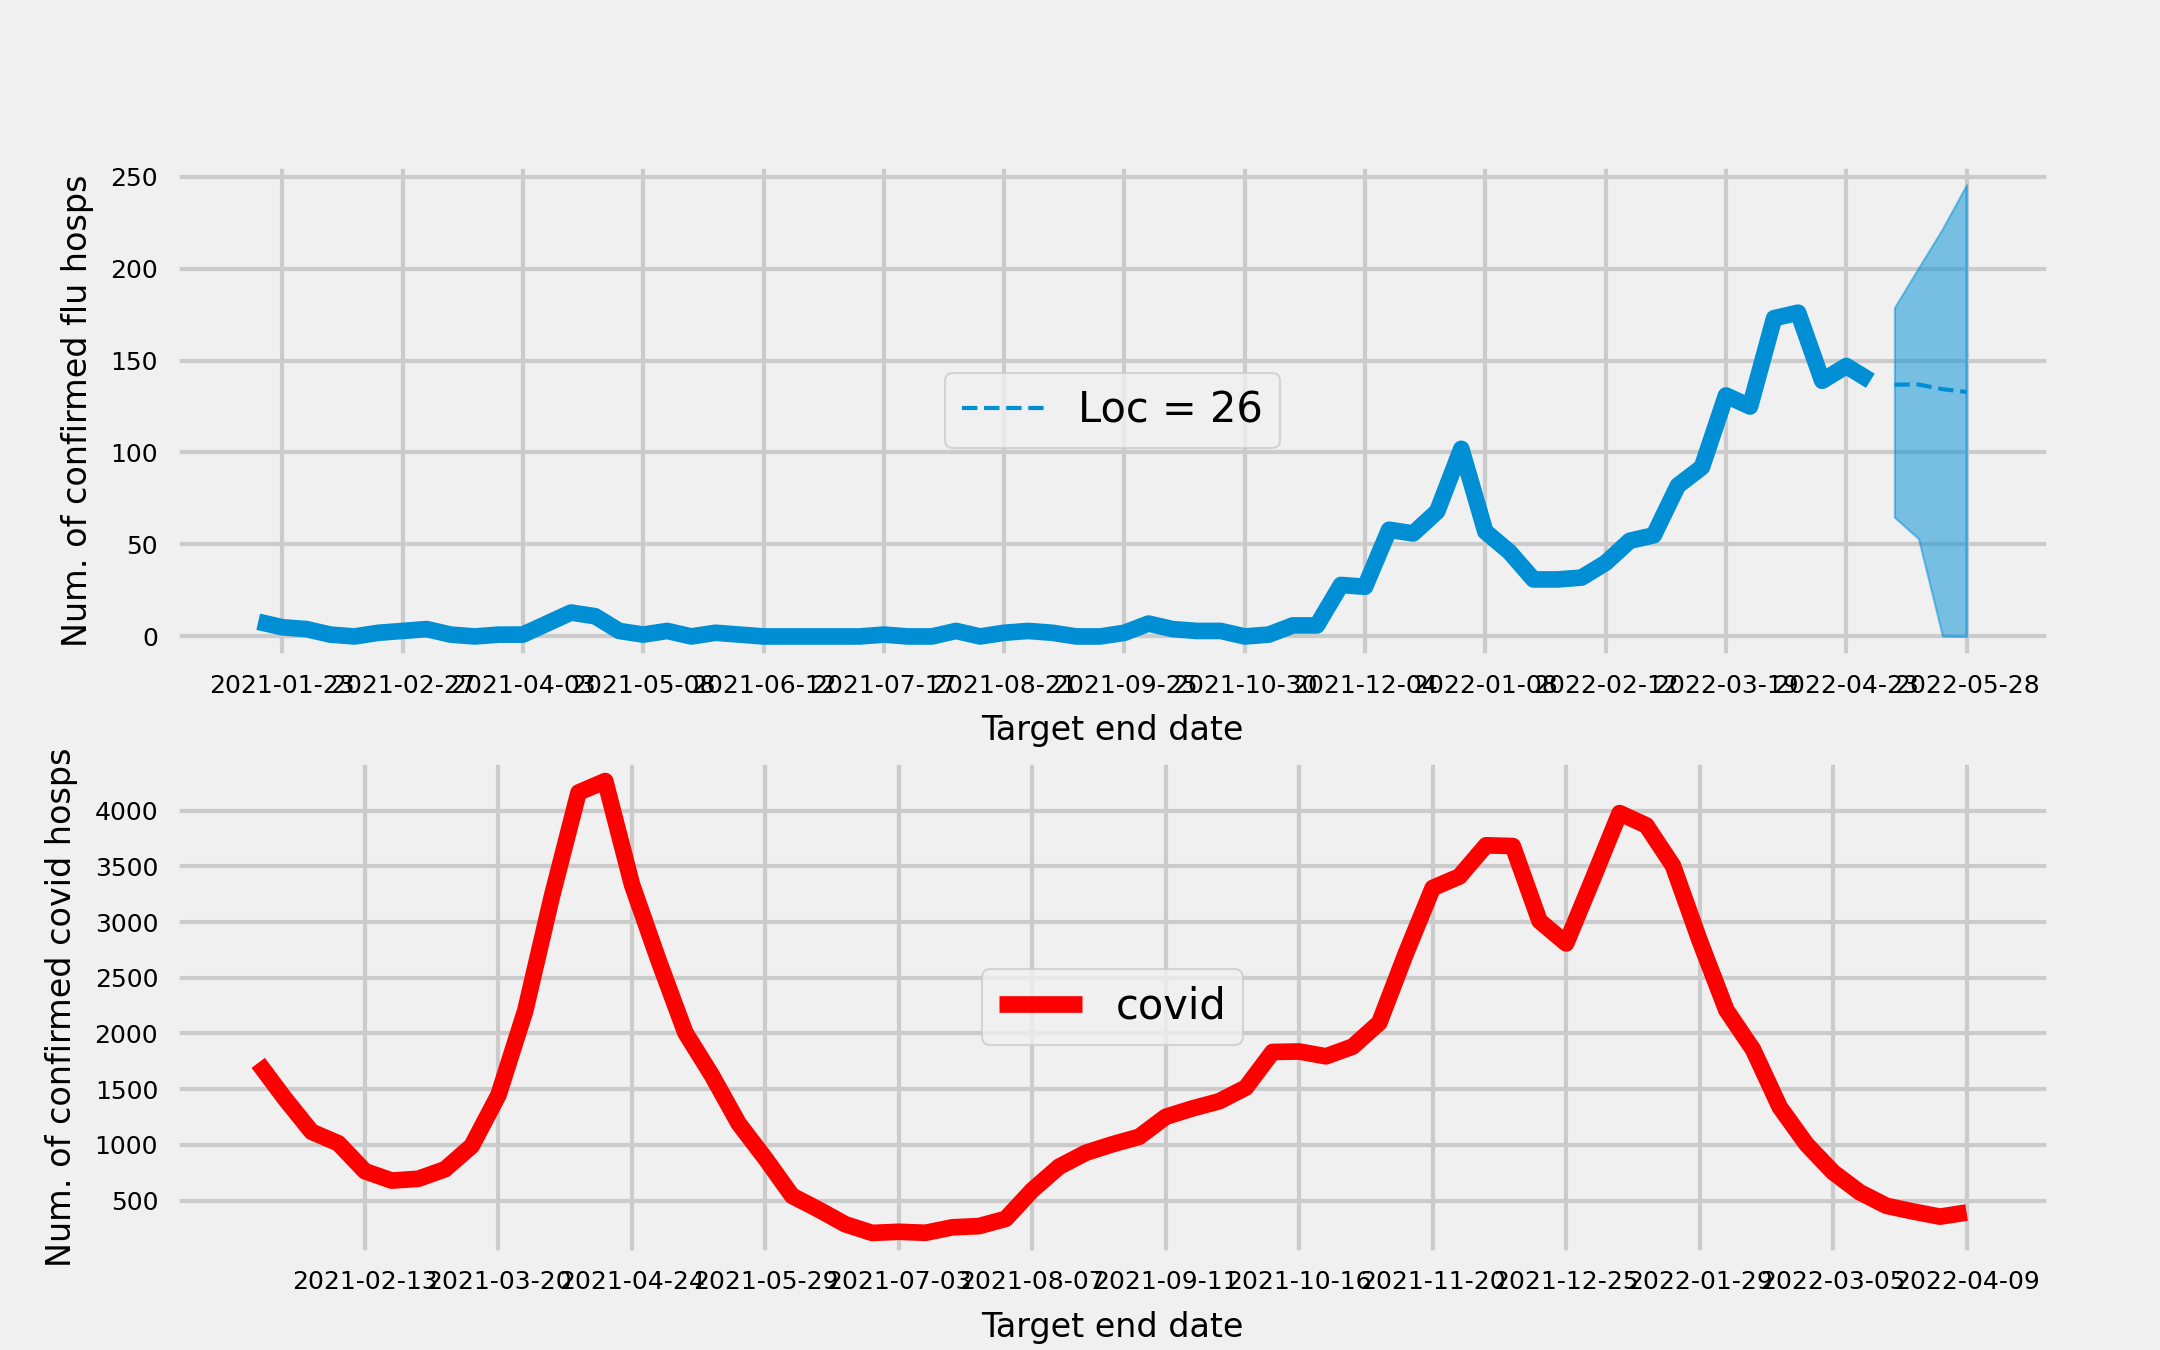 Num. of confirmed flu hosps
250
200
150
100
50
0
Loc = 26
2021-01-23 2021-02-27 2021-04-03 2021-05-08 2021-06-12 2021-07-17 2021-08-21 2021-09-25 2021-10-30 2021-12-04 2022-01-08 2022-02-12 2022-03-19 2022-04-23 2022-05-28
Target end date
Num. of confirmed covid hosps
4000
3500
3000
2500
2000
1500
1000
500
covid
2021-02-13 2021-03-20 2021-04-24 2021-05-29 2021-07-03 2021-08-07 2021-09-11 2021-10-16 2021-11-20 2021-12-25 2022-01-29 2022-03-05 2022-04-09
Target end date